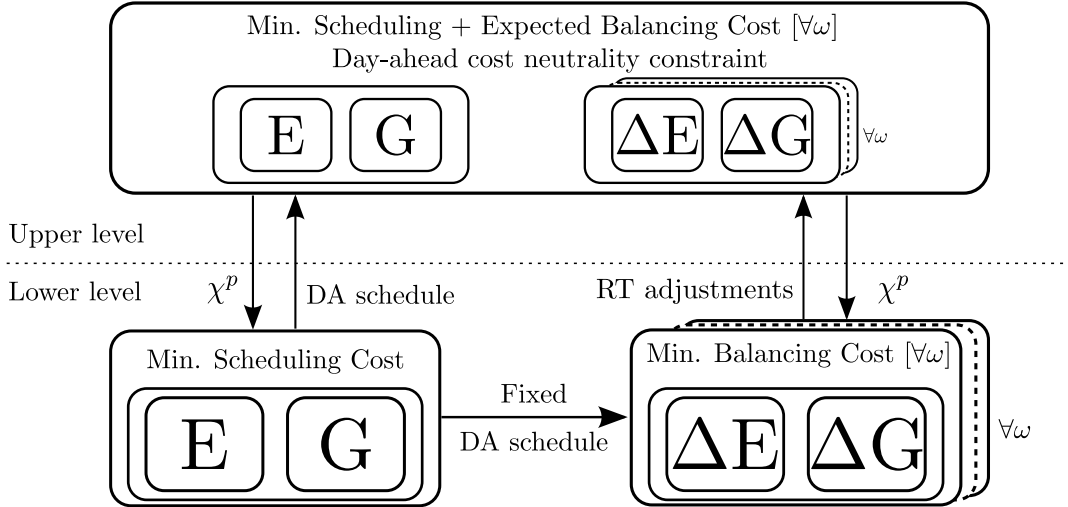 Min. Scheduling + Expected Balancing Cost [∀ω]
Day-ahead cost neutrality constraint
E G ΔE ΔG ∀ω
Upper level
Lower level
χ^p
DA schedule
RT adjustments
χ^p
Min. Scheduling Cost
E G
Fixed
DA schedule
Min. Balancing Cost [∀ω]
ΔE ΔG
∀ω